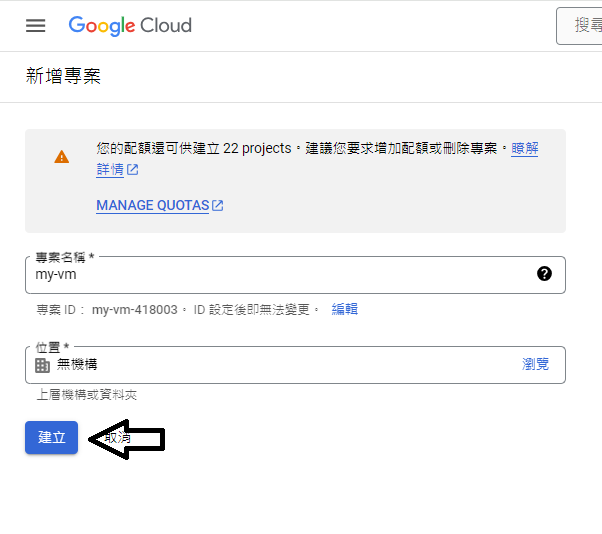 Google Cloud
搜尋
新增專案
您的配額還可供建立 22 projects。建議您要求增加配額或刪除專案。瞭解
詳情
MANAGE QUOTAS
專案名稱 *
my-vm
專案 ID： my-vm-418003。 ID 設定後即無法變更。 編輯
位置 *
無機構 瀏覽
上層機構或資料夾
建立 取消